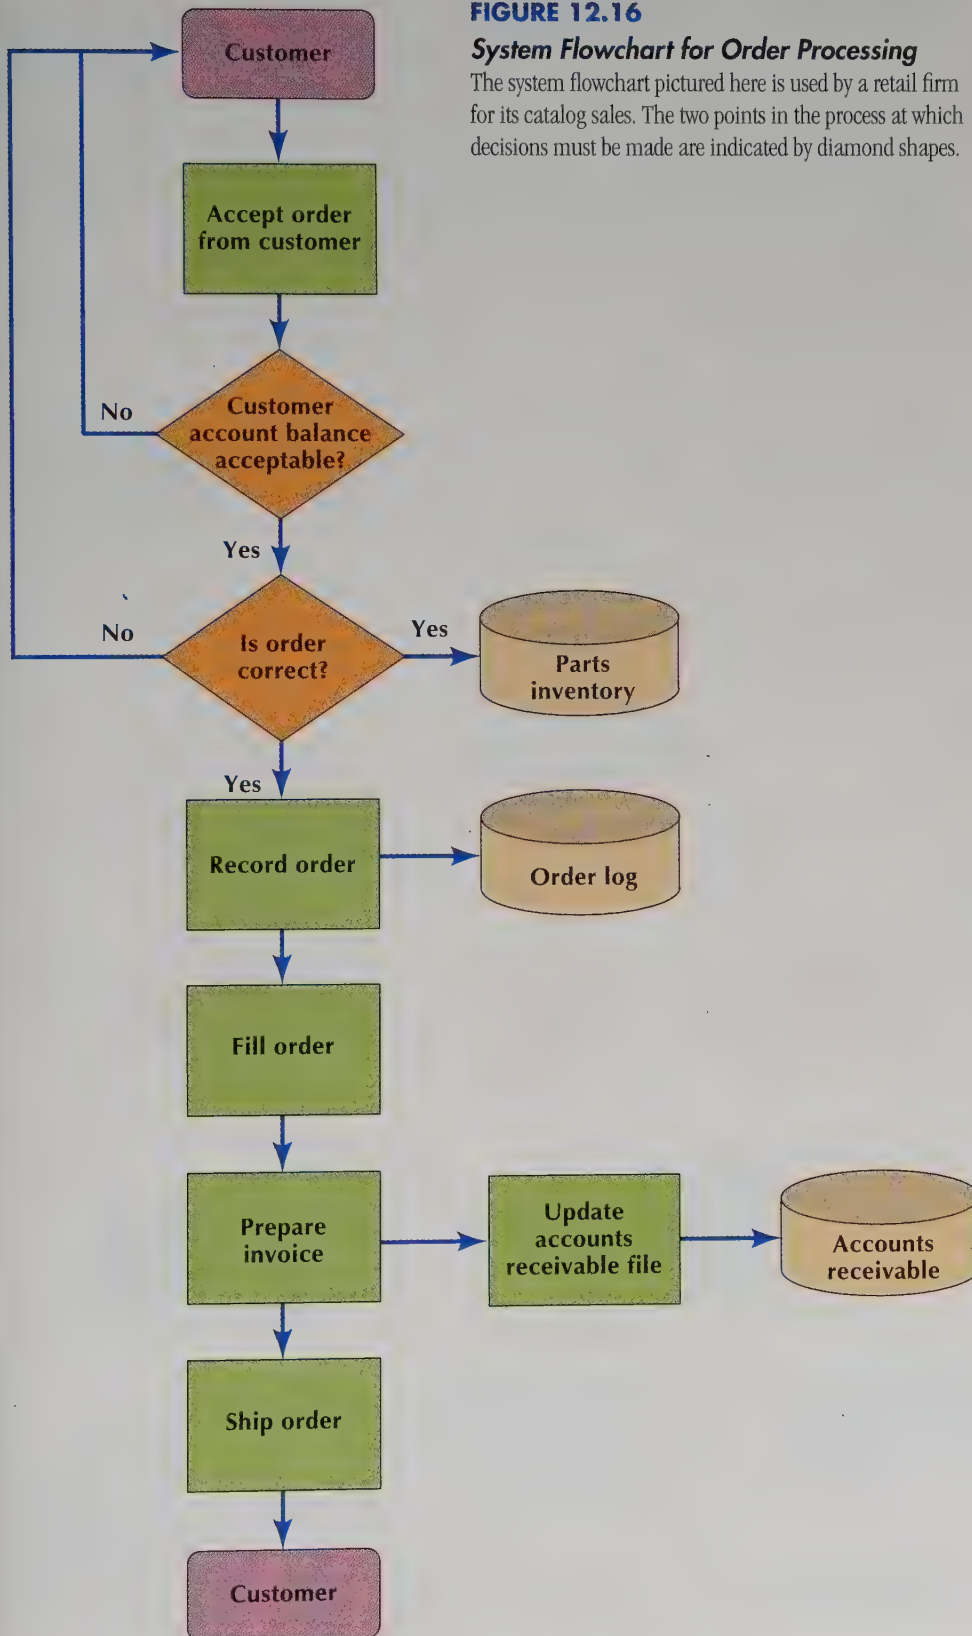 FIGURE 12.16
System Flowchart for Order Processing
The system flowchart pictured here is used by a retail firm
for its catalog sales. The two points in the process at which
decisions must be made are indicated by diamond shapes.
Customer
Accept order
from customer
No
Customer
account balance
acceptable?
Yes
No
Is order
correct?
Yes
Parts
inventory
Yes
Record order
Order log
Fill order
Prepare
invoice
Update
accounts
receivable file
Accounts
receivable
Ship order
Customer